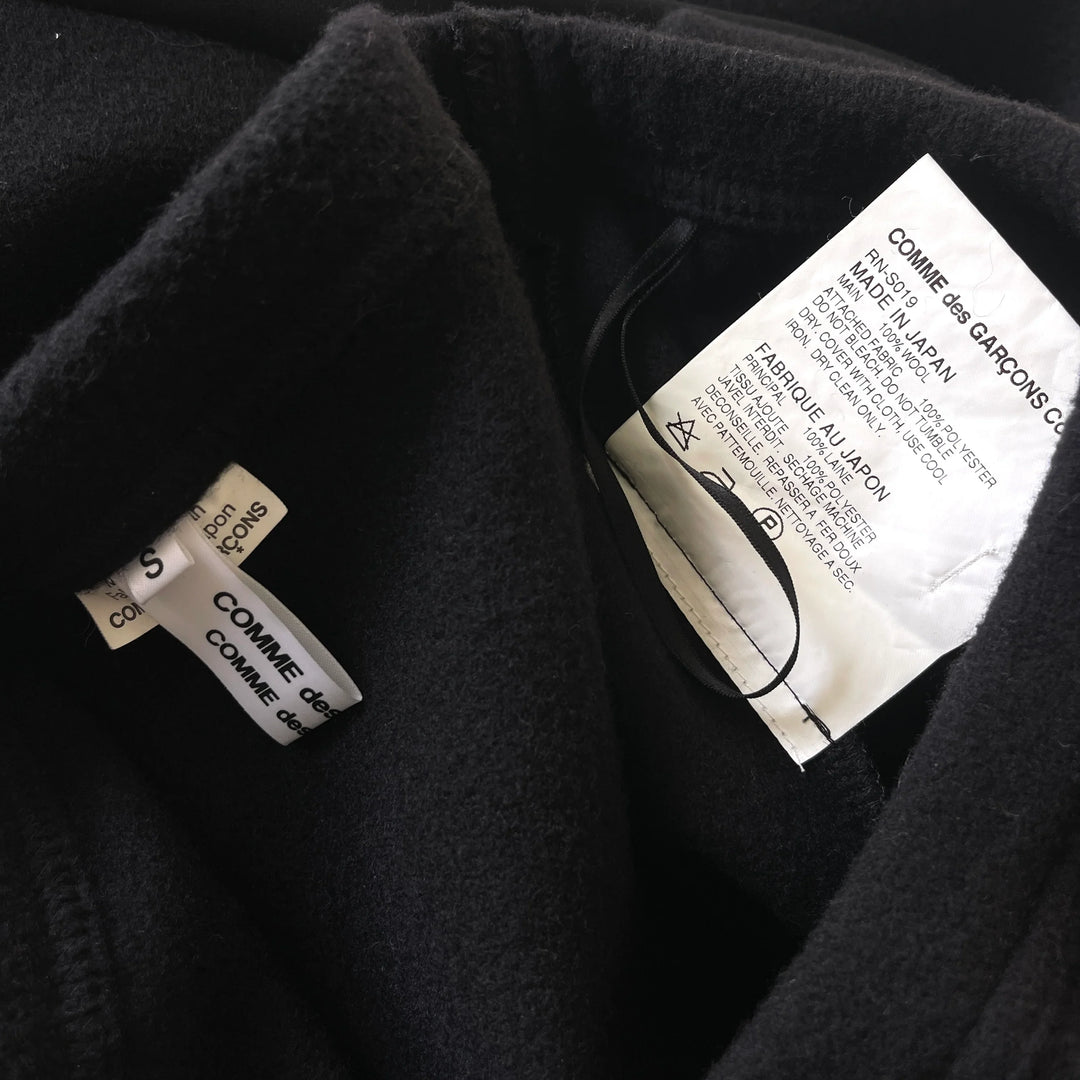 COMME des GARÇONS Co
RN-S019
MADE IN JAPAN
MAIN 100% WOOL
ATTACHED FABRIC 100% POLYESTER
DO NOT BLEACH. DO NOT TUMBLE
DRY. COVER WITH CLOTH, USE COOL
IRON. DRY CLEAN ONLY.
FABRIQUE AU JAPON
PRINCIPAL 100% LAINE
TISSU AJOUTE 100% POLYESTER
JAVEL INTERDIT. SECHAGE MACHINE
DECONSEILLE. REPASSER A FER DOUX
AVEC PATTEMOUILLE. NETTOYAGE A SEC.
P
in
pon
RÇONS
S
COMME des
COMME des